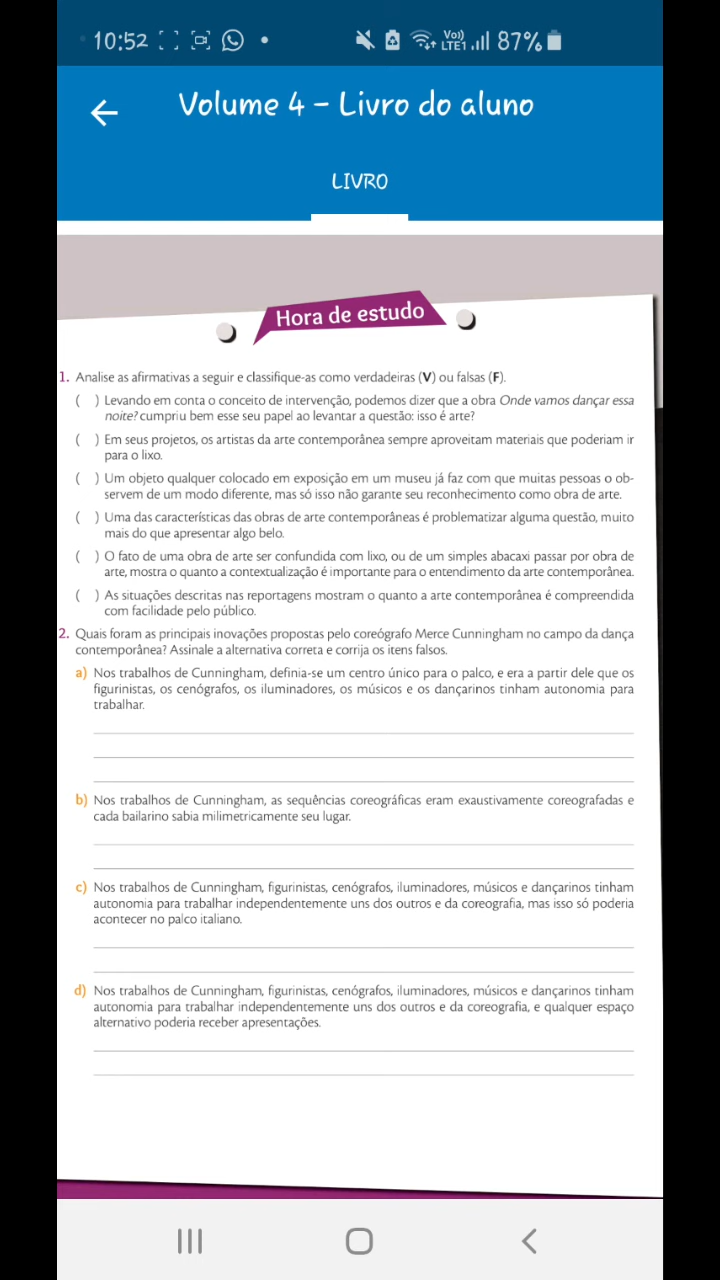 10:52
Vo))
LTE1
87%
Volume 4 – Livro do aluno
LIVRO
Hora de estudo
1. Analise as afirmativas a seguir e classifique-as como verdadeiras (V) ou falsas (F).
( ) Levando em conta o conceito de intervenção, podemos dizer que a obra Onde vamos dançar essa
noite? cumpriu bem esse seu papel ao levantar a questão: isso é arte?
( ) Em seus projetos, os artistas da arte contemporânea sempre aproveitam materiais que poderiam ir
para o lixo.
( ) Um objeto qualquer colocado em exposição em um museu já faz com que muitas pessoas o ob-
servem de um modo diferente, mas só isso não garante seu reconhecimento como obra de arte.
( ) Uma das características das obras de arte contemporâneas é problematizar alguma questão, muito
mais do que apresentar algo belo.
( ) O fato de uma obra de arte ser confundida com lixo, ou de um simples abacaxi passar por obra de
arte, mostra o quanto a contextualização é importante para o entendimento da arte contemporânea.
( ) As situações descritas nas reportagens mostram o quanto a arte contemporânea é compreendida
com facilidade pelo público.
2. Quais foram as principais inovações propostas pelo coreógrafo Merce Cunningham no campo da dança
contemporânea? Assinale a alternativa correta e corrija os itens falsos.
a) Nos trabalhos de Cunningham, definia-se um centro único para o palco, e era a partir dele que os
figurinistas, os cenógrafos, os iluminadores, os músicos e os dançarinos tinham autonomia para
trabalhar.
b) Nos trabalhos de Cunningham, as sequências coreográficas eram exaustivamente coreografadas e
cada bailarino sabia milimetricamente seu lugar.
c) Nos trabalhos de Cunningham, figurinistas, cenógrafos, iluminadores, músicos e dançarinos tinham
autonomia para trabalhar independentemente uns dos outros e da coreografia, mas isso só poderia
acontecer no palco italiano.
d) Nos trabalhos de Cunningham, figurinistas, cenógrafos, iluminadores, músicos e dançarinos tinham
autonomia para trabalhar independentemente uns dos outros e da coreografia, e qualquer espaço
alternativo poderia receber apresentações.